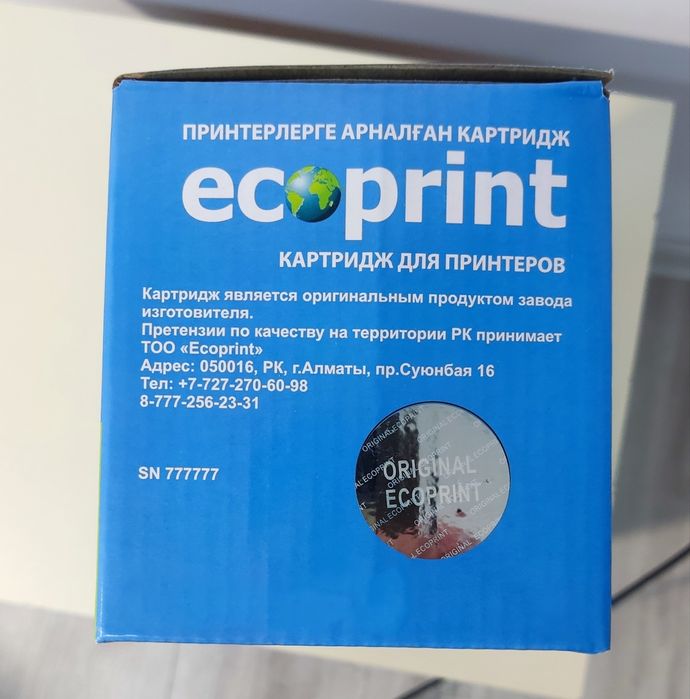 ПРИНТЕРЛЕРГЕ АРНАЛҒАН КАРТРИДЖ
ecoprint
КАРТРИДЖ ДЛЯ ПРИНТЕРОВ
Картридж является оригинальным продуктом завода
изготовителя.
Претензии по качеству на территории РК принимает
ТОО «Ecoprint»
Адрес: 050016, РК, г.Алматы, пр.Суюнбая 16
Тел: +7-727-270-60-98
8-777-256-23-31
SN 777777
ORIGINAL
ECOPRINT